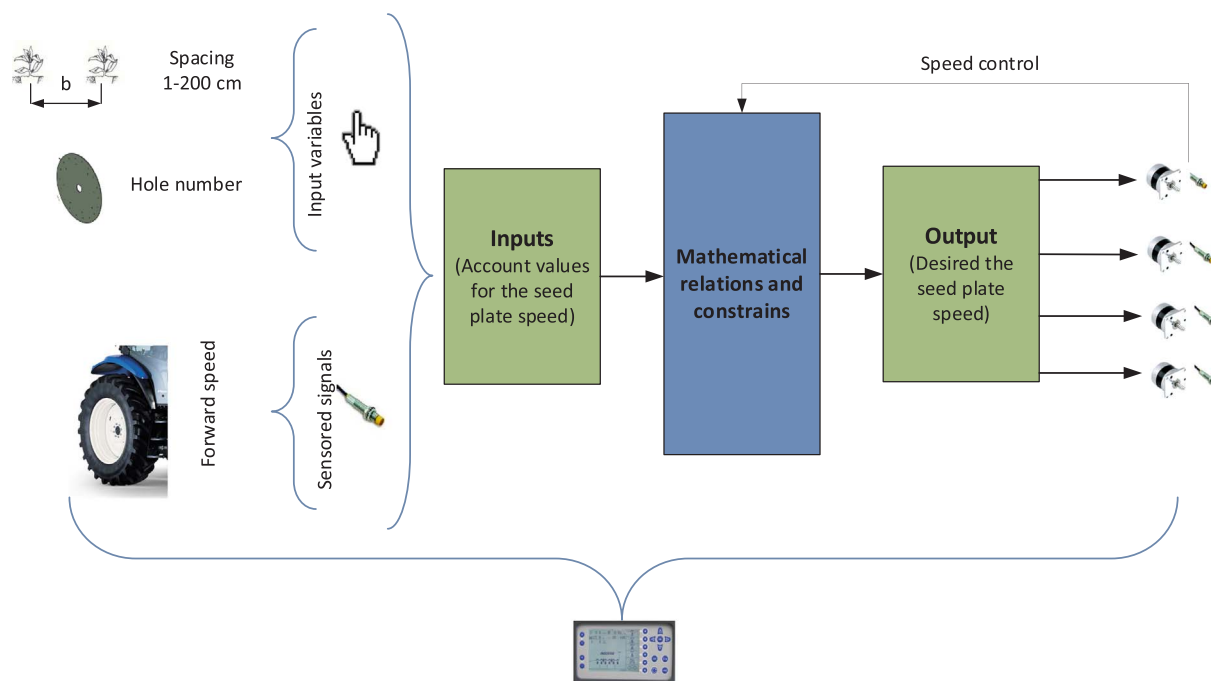 Spacing
1-200 cm
b
Hole number
Input variables
Forward speed
Sensored signals
Inputs
(Account values
for the seed
plate speed)
Mathematical
relations and
constrains
Speed control
Output
(Desired the
seed plate
speed)